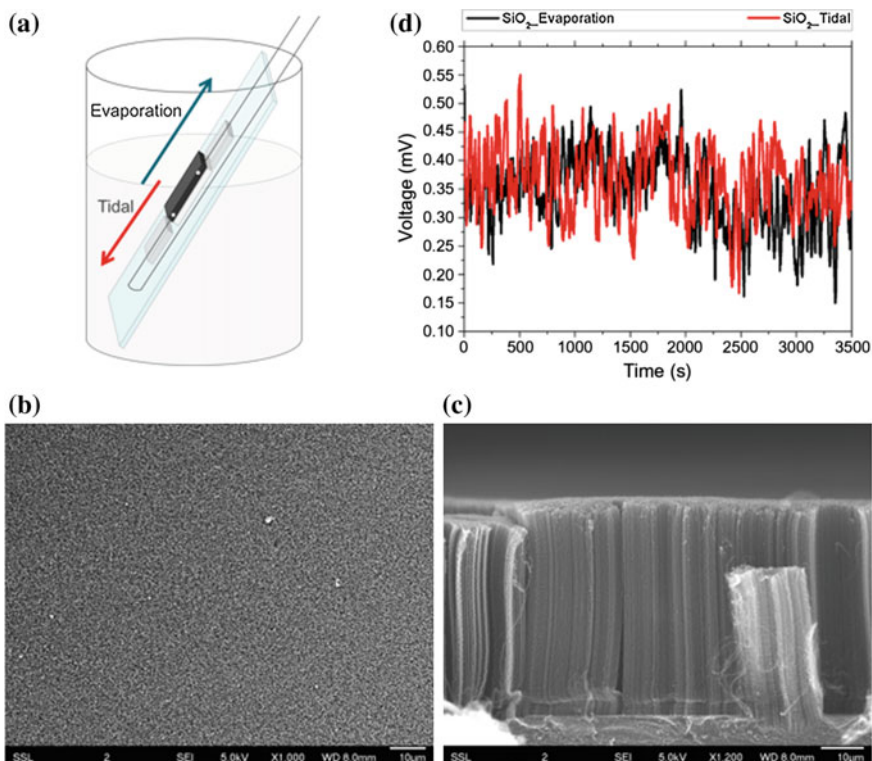 (a)
Evaporation
Tidal
(d)
SiO₂_Evaporation SiO₂_Tidal
0.60
0.55
0.50
0.45
0.40
0.35
0.30
0.25
0.20
0.15
0.10
Voltage (mV)
0 500 1000 1500 2000 2500 3000 3500
Time (s)
(b)
SSL 2 SEI 5.0kV X1,000 WD 8.0mm 10µm
(c)
SSL 2 SEI 5.0kV X1,200 WD 8.0mm 10µm